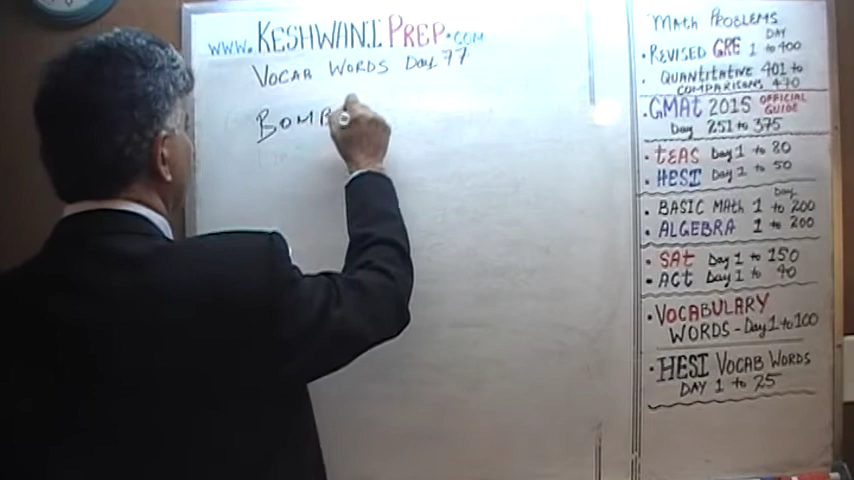 www.KESHWANIPREP.com
VOCAB WORDS Day 77
BOMB
MATH PROBLEMS
DAY
• REVISED GRE 1 to 400
• QUANTITATIVE 401 to
COMPARISONS 470
• GMAT 2015 OFFICIAL GUIDE
Day 251 to 375
• TEAS Day 1 to 80
• HESI Day 1 to 50
Day
• BASIC MATH 1 to 200
• ALGEBRA 1 to 200
• SAT Day 1 to 150
• ACT Day 1 to 40
• VOCABULARY
WORDS - Day 1 to 100
• HESI VOCAB WORDS
DAY 1 to 25